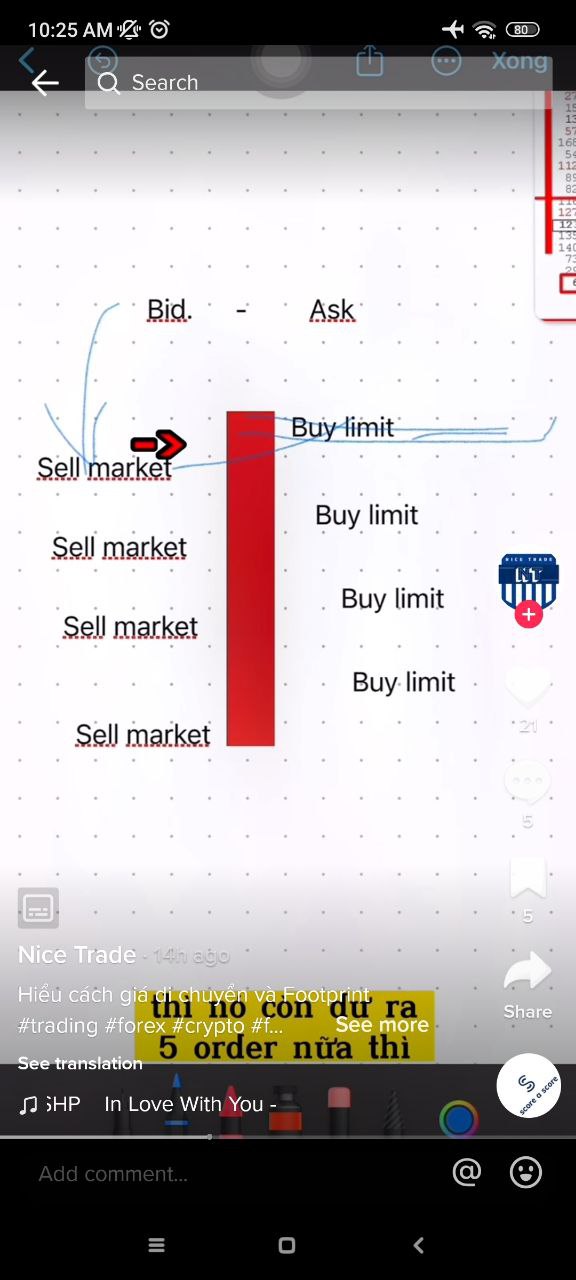 10:25 AM
80
Xong
Search
Bid. - Ask
Buy limit
Sell market
Buy limit
Sell market
Buy limit
Sell market
Buy limit
Sell market
NICE TRADE
NT
21
5
5
Nice Trade · 14h ago
Hiểu cách giá di chuyển và Footprint
#trading #forex #crypto #f... See more
thì nó còn dư ra
5 order nữa thì
See translation
Share
SHP In Love With You -
score a score
Add comment...